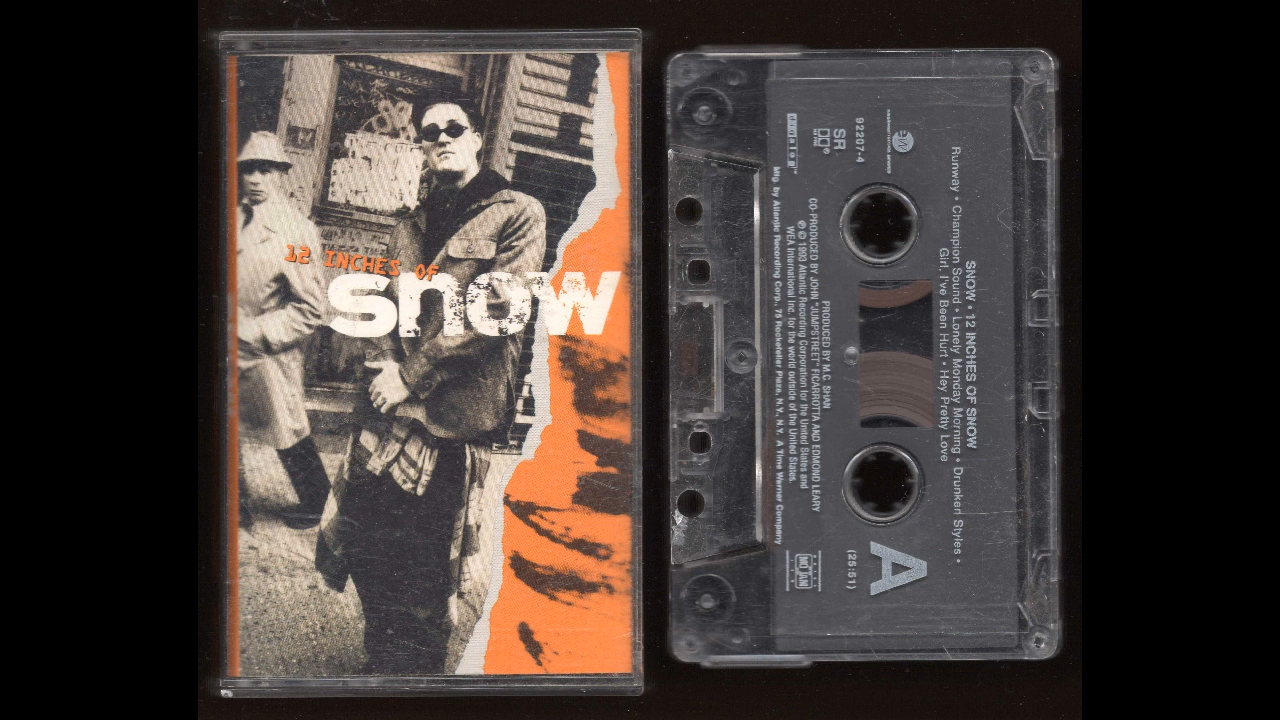 12 INCHES OF
snow
SNOW • 12 INCHES OF SNOW
Runway • Champion Sound • Lonely Monday Morning • Drunken Styles •
Girl, I've Been Hurt • Hey Pretty Love
92207-4
SR
A
(25:51)
PRODUCED BY M.C. SHAN
CO-PRODUCED BY JOHN "JUMPSTREET" FICARROTTA AND EDMOND LEARY
℗ © 1993 Atlantic Recording Corporation for the United States and
WEA International Inc. for the world outside of the United States.
Mfg. by Atlantic Recording Corp., 75 Rockefeller Plaza, N.Y., N.Y. A Time Warner Company